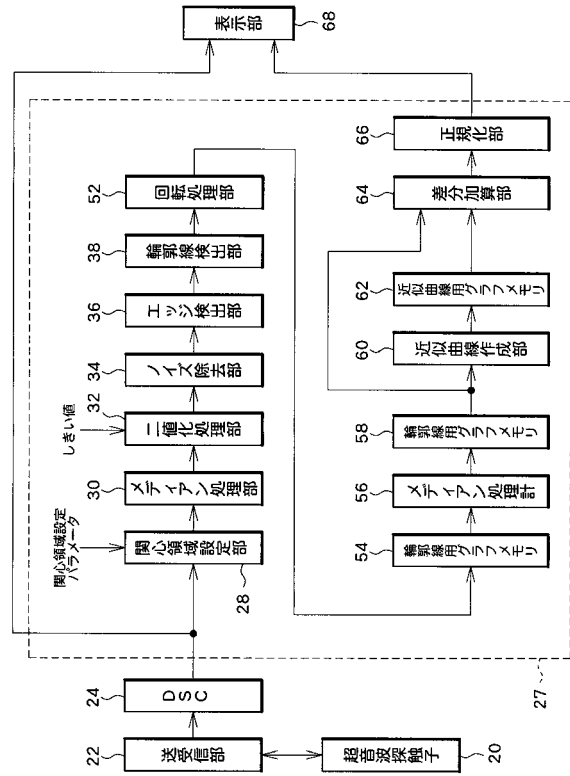 超音波探触子
20
送受信部
22
DSC
24
27
関心領域設定
パラメータ
関心領域設定部
28
メディアン処理部
30
しきい値
二値化処理部
32
ノイズ除去部
34
エッジ検出部
36
輪郭線検出部
38
回転処理部
52
輪郭線用グラフメモリ
54
メディアン処理計
56
輪郭線用グラフメモリ
58
近似曲線作成部
60
近似曲線用グラフメモリ
62
差分加算部
64
正規化部
66
表示部
68